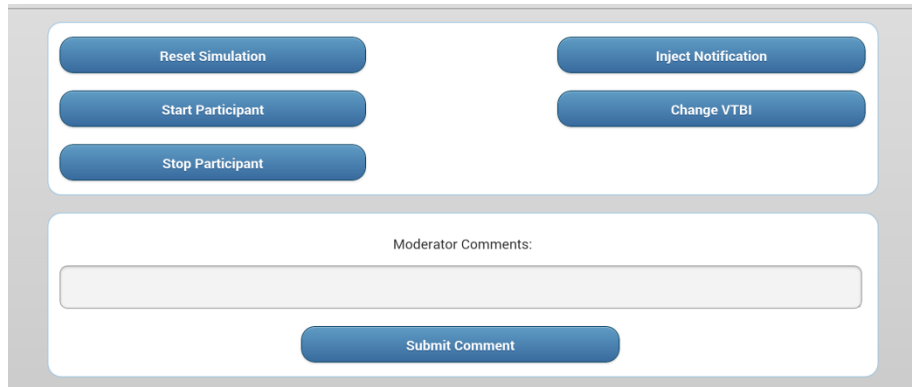 Reset Simulation
Inject Notification
Start Participant
Change VTBI
Stop Participant
Moderator Comments:
Submit Comment